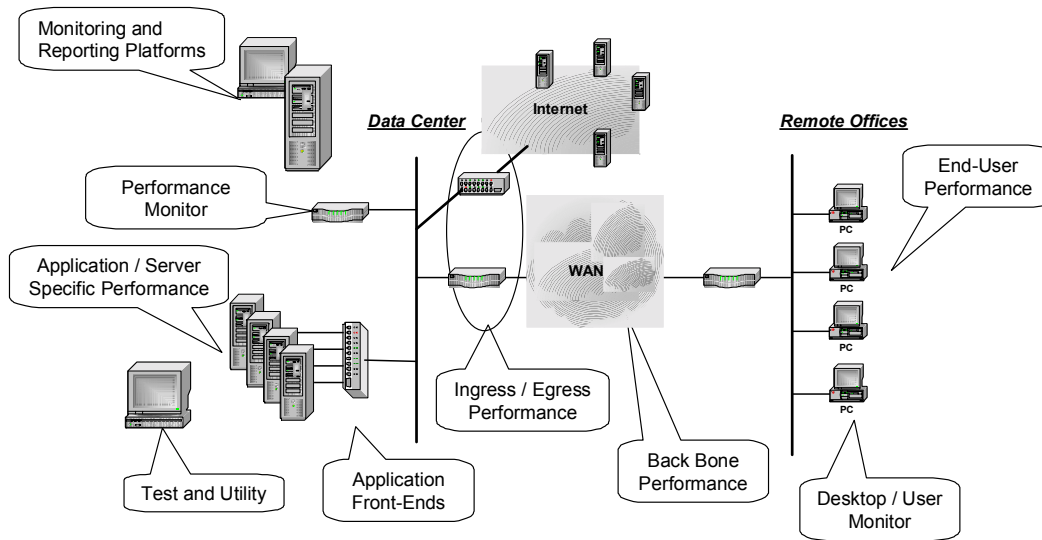 Monitoring and
Reporting Platforms
Internet
Data Center
Remote Offices
End-User
Performance
Performance
Monitor
PC
WAN
Application / Server
Specific Performance
PC
PC
Ingress / Egress
Performance
PC
Back Bone
Performance
Test and Utility
Application
Front-Ends
Desktop / User
Monitor